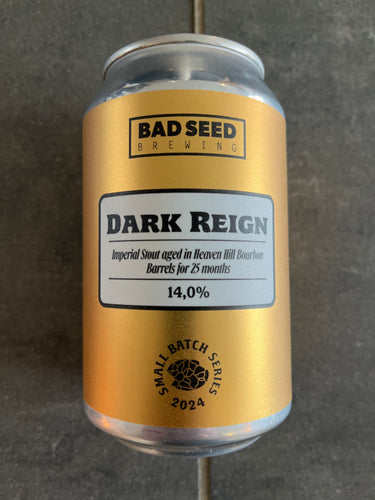 BAD SEED
BREWING
DARK REIGN
Imperial Stout aged in Heaven Hill Bourbon
Barrels for 25 months
14,0%
SMALL BATCH SERIES
2024